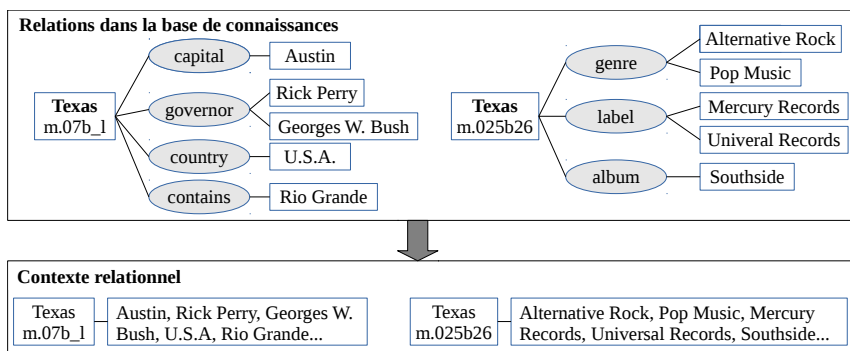 Relations dans la base de connaissances
Texas
m.07b_l
capital
Austin
governor
Rick Perry
Georges W. Bush
country
U.S.A.
contains
Rio Grande
Texas
m.025b26
genre
Alternative Rock
Pop Music
label
Mercury Records
Univeral Records
album
Southside
Contexte relationnel
Texas
m.07b_l
Austin, Rick Perry, Georges W.
Bush, U.S.A, Rio Grande...
Texas
m.025b26
Alternative Rock, Pop Music, Mercury
Records, Universal Records, Southside...